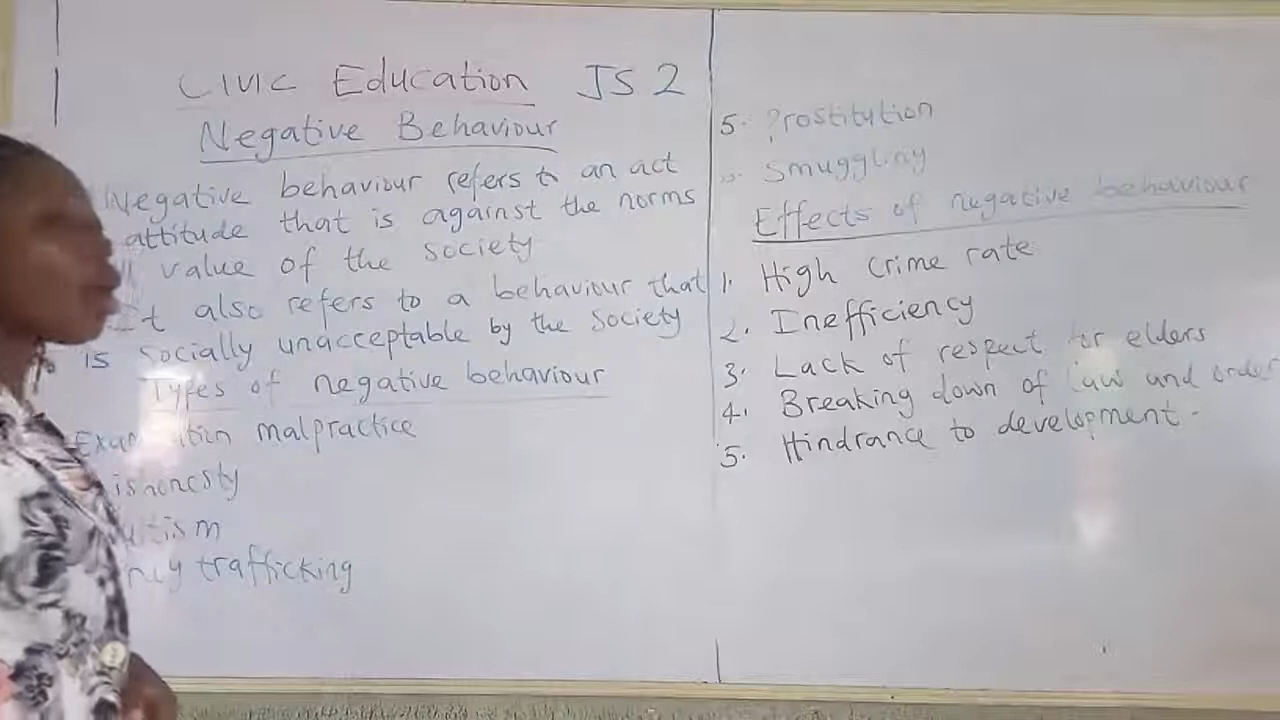 Civic Education JS 2
Negative Behaviour
Negative behaviour refers to an act
attitude that is against the norms
value of the society
It also refers to a behaviour that
is socially unacceptable by the society
Types of negative behaviour
malpractice
trafficking
5. Prostitution
Smuggling
Effects of negative behaviour
1. High crime rate
2. Inefficiency
3. Lack of respect for elders
4. Breaking down of law and order
5. Hindrance to development.